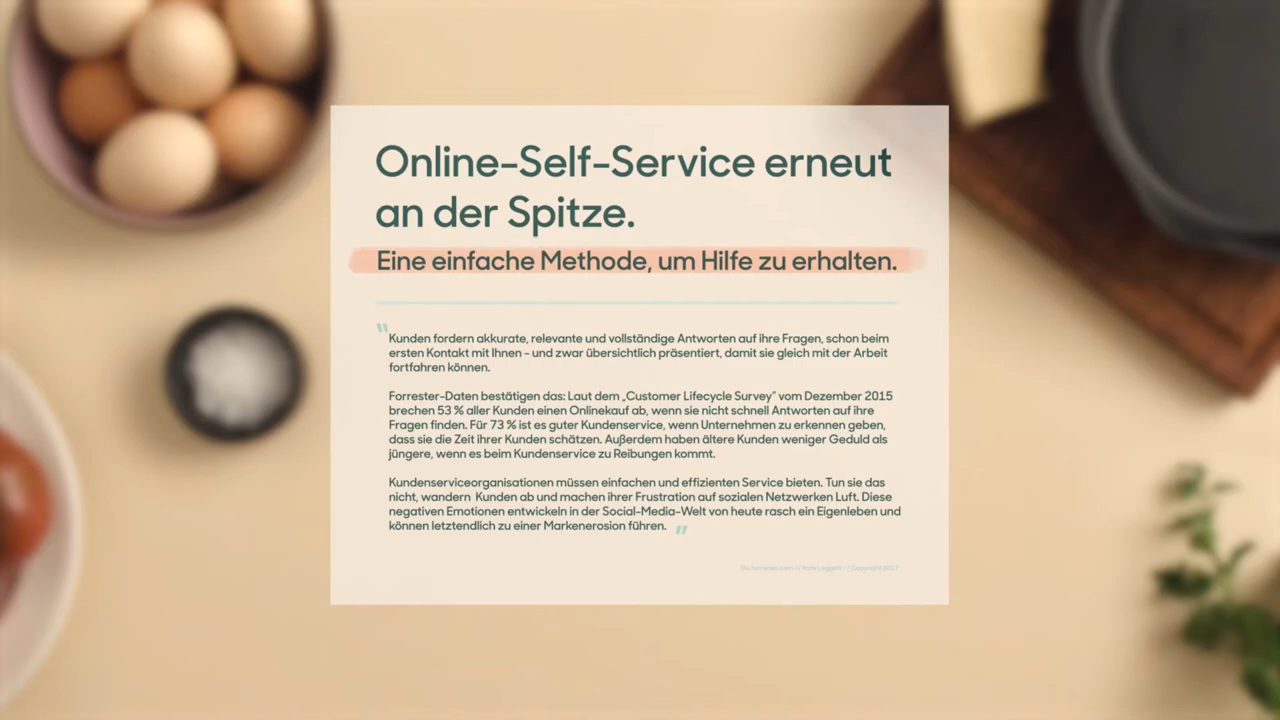 Online-Self-Service erneut
an der Spitze.
Eine einfache Methode, um Hilfe zu erhalten.
"
Kunden fordern akkurate, relevante und vollständige Antworten auf ihre Fragen, schon beim
ersten Kontakt mit Ihnen – und zwar übersichtlich präsentiert, damit sie gleich mit der Arbeit
fortfahren können.
Forrester-Daten bestätigen das: Laut dem „Customer Lifecycle Survey“ vom Dezember 2015
brechen 53 % aller Kunden einen Onlinekauf ab, wenn sie nicht schnell Antworten auf ihre
Fragen finden. Für 73 % ist es guter Kundenservice, wenn Unternehmen zu erkennen geben,
dass sie die Zeit ihrer Kunden schätzen. Außerdem haben ältere Kunden weniger Geduld als
jüngere, wenn es beim Kundenservice zu Reibungen kommt.
Kundenserviceorganisationen müssen einfachen und effizienten Service bieten. Tun sie das
nicht, wandern Kunden ab und machen ihrer Frustration auf sozialen Netzwerken Luft. Diese
negativen Emotionen entwickeln in der Social-Media-Welt von heute rasch ein Eigenleben und
können letztendlich zu einer Markenerosion führen. "
// Kate Leggett // Copyright 2017